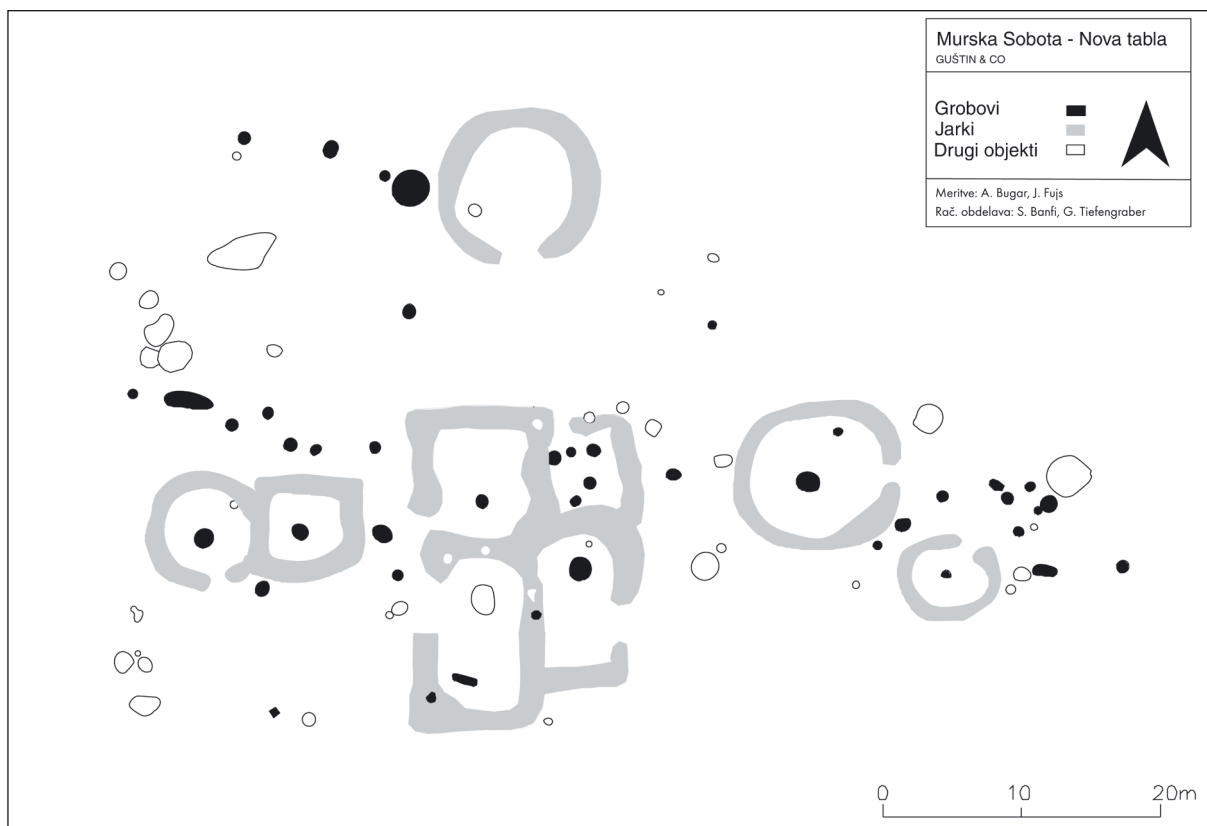 Murska Sobota - Nova tabla
GUŠTIN & CO
Grobovi
Jarki
Drugi objekti
Meritve: A. Bugar, J. Fujs
Rač. obdelava: S. Banfi, G. Tiefengraber
0 10 20m